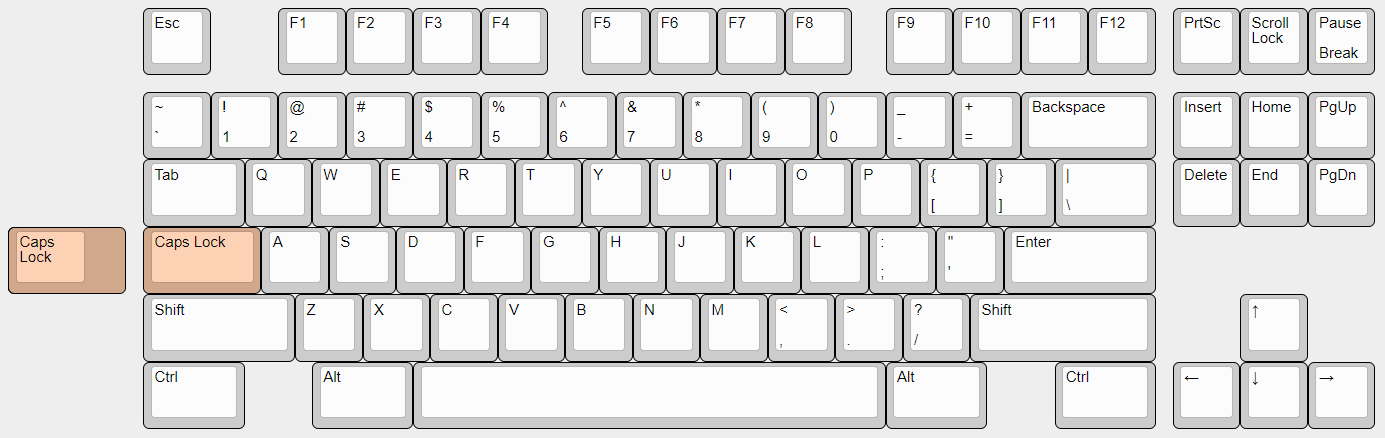 Esc F1 F2 F3 F4 F5 F6 F7 F8 F9 F10 F11 F12 PrtSc Scroll Pause
Lock
Break
~ ! @ # $ % ^ & * ( ) _ + Backspace Insert Home PgUp
` 1 2 3 4 5 6 7 8 9 0 - =
Tab Q W E R T Y U I O P { } | Delete End PgDn
[ ] \
Caps Caps Lock A S D F G H J K L : " Enter
Lock
; '
Shift Z X C V B N M < > ? Shift ↑
, . /
Ctrl Alt Alt Ctrl ← ↓ →